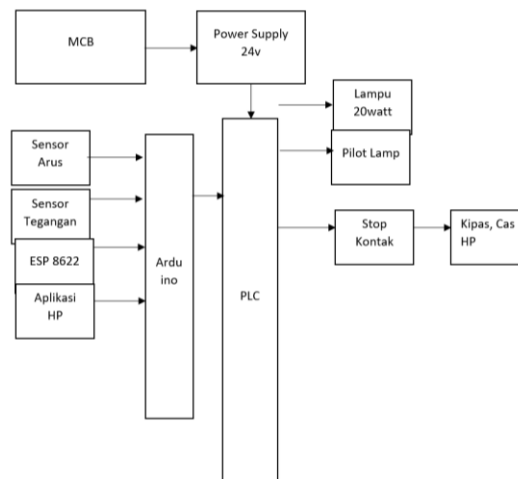 MCB
Power Supply
24v
Lampu
20watt
Pilot Lamp
Sensor
Arus
Sensor
Tegangan
ESP 8622
Aplikasi
HP
Ardu
ino
PLC
Stop
Kontak
Kipas, Cas
HP